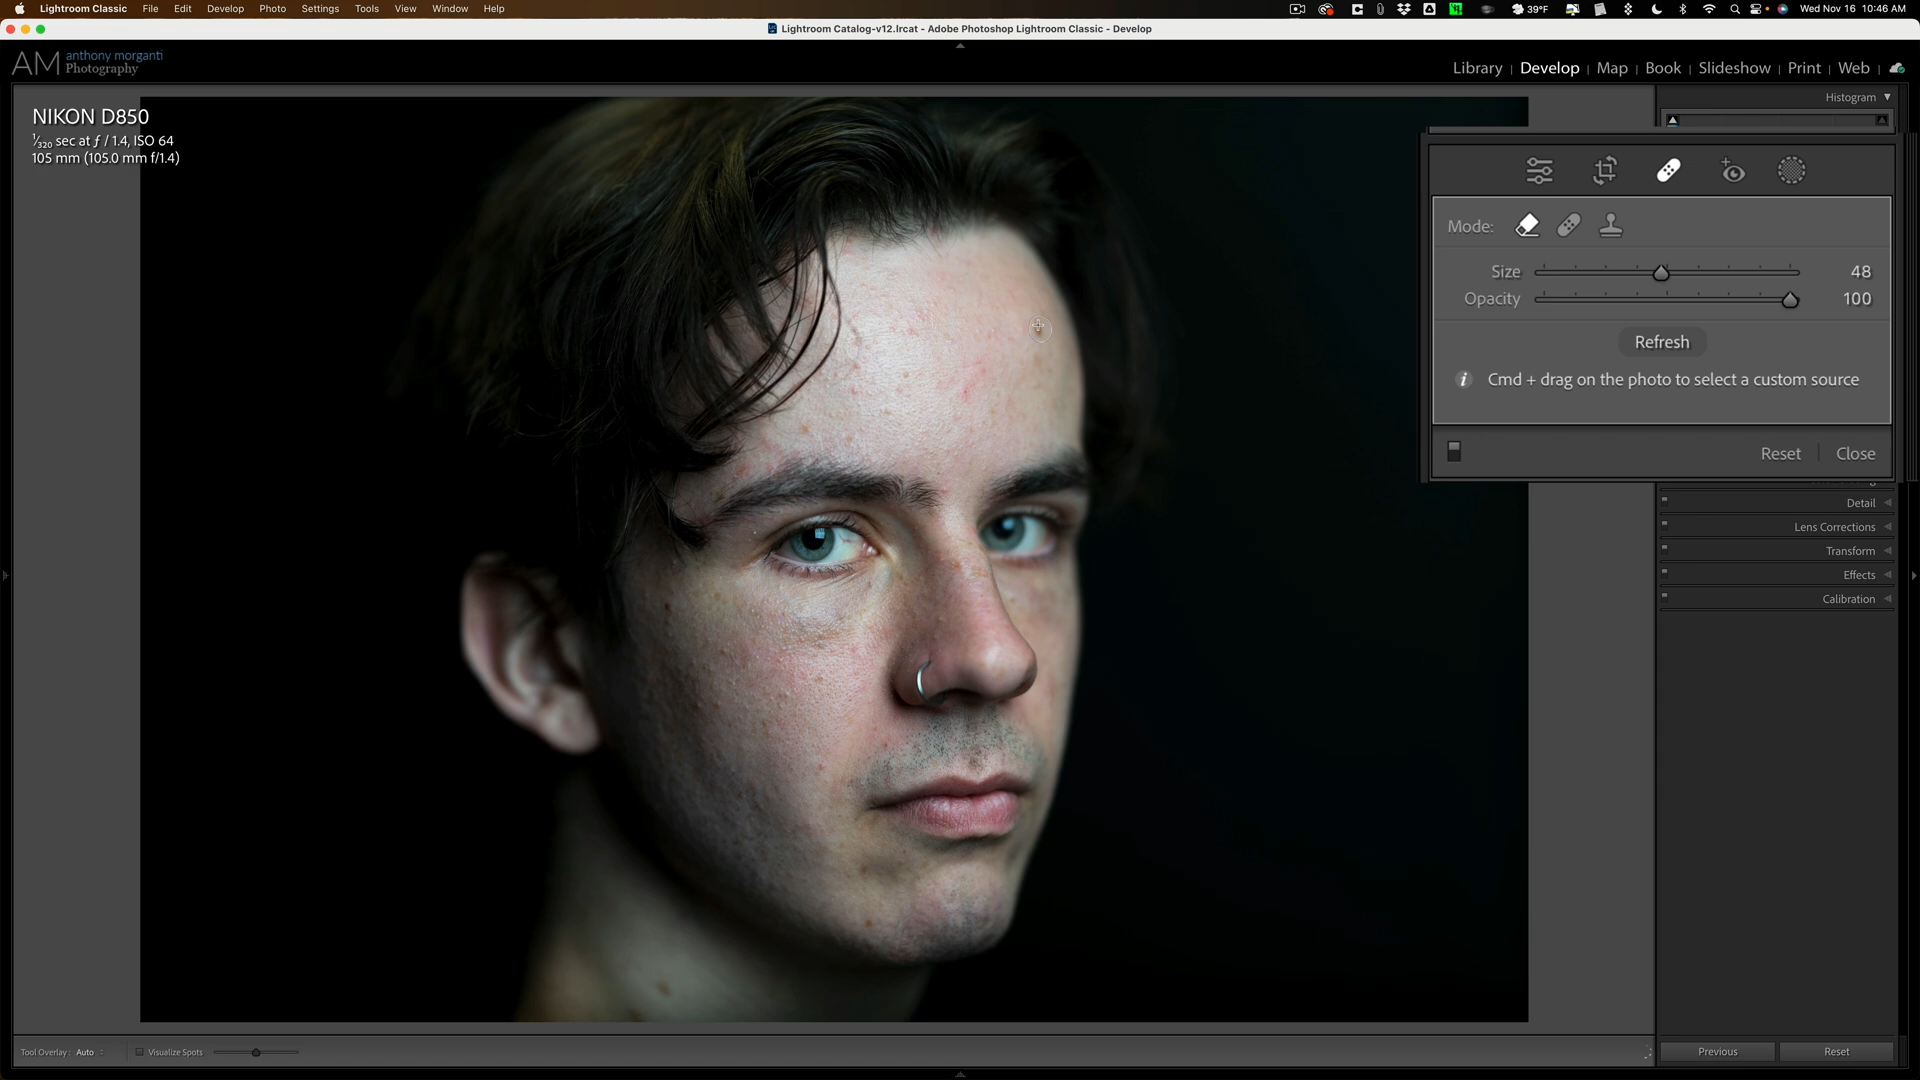 Lightroom Classic File Edit Develop Photo Settings Tools View Window Help 39°F Wed Nov 16 10:46 AM
Lightroom Catalog-v12.lrcat - Adobe Photoshop Lightroom Classic - Develop
AM anthony morganti
Photography
Library | Develop | Map | Book | Slideshow | Print | Web
Histogram
NIKON D850
1/320 sec at ƒ / 1.4, ISO 64
105 mm (105.0 mm f/1.4)
Mode:
Size 48
Opacity 100
Refresh
Cmd + drag on the photo to select a custom source
Reset Close
Detail
Lens Corrections
Transform
Effects
Calibration
Tool Overlay: Auto Visualize Spots
Previous Reset